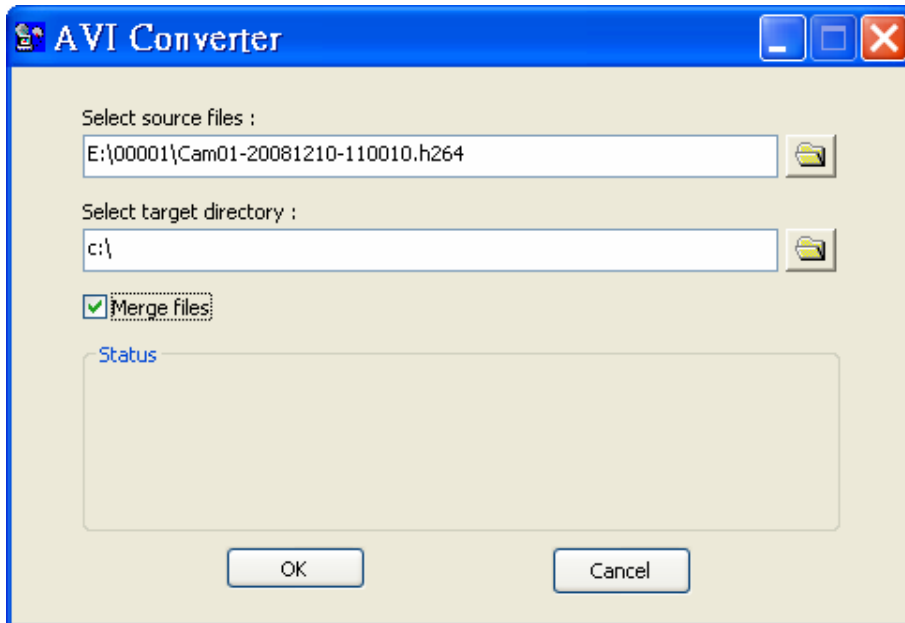 AVI Converter
Select source files :
E:\00001\Cam01-20081210-110010.h264
Select target directory :
c:\
Merge files
Status
OK
Cancel